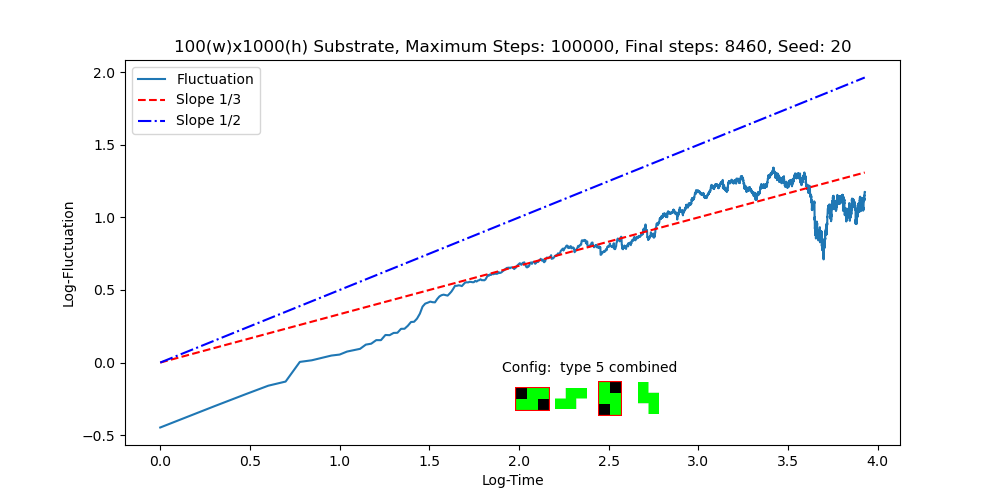 100(w)x1000(h) Substrate, Maximum Steps: 100000, Final steps: 8460, Seed: 20
Fluctuation
Slope 1/3
Slope 1/2
2.0
1.5
1.0
0.5
0.0
−0.5
Log-Fluctuation
Config:  type 5 combined
0.0 0.5 1.0 1.5 2.0 2.5 3.0 3.5 4.0
Log-Time